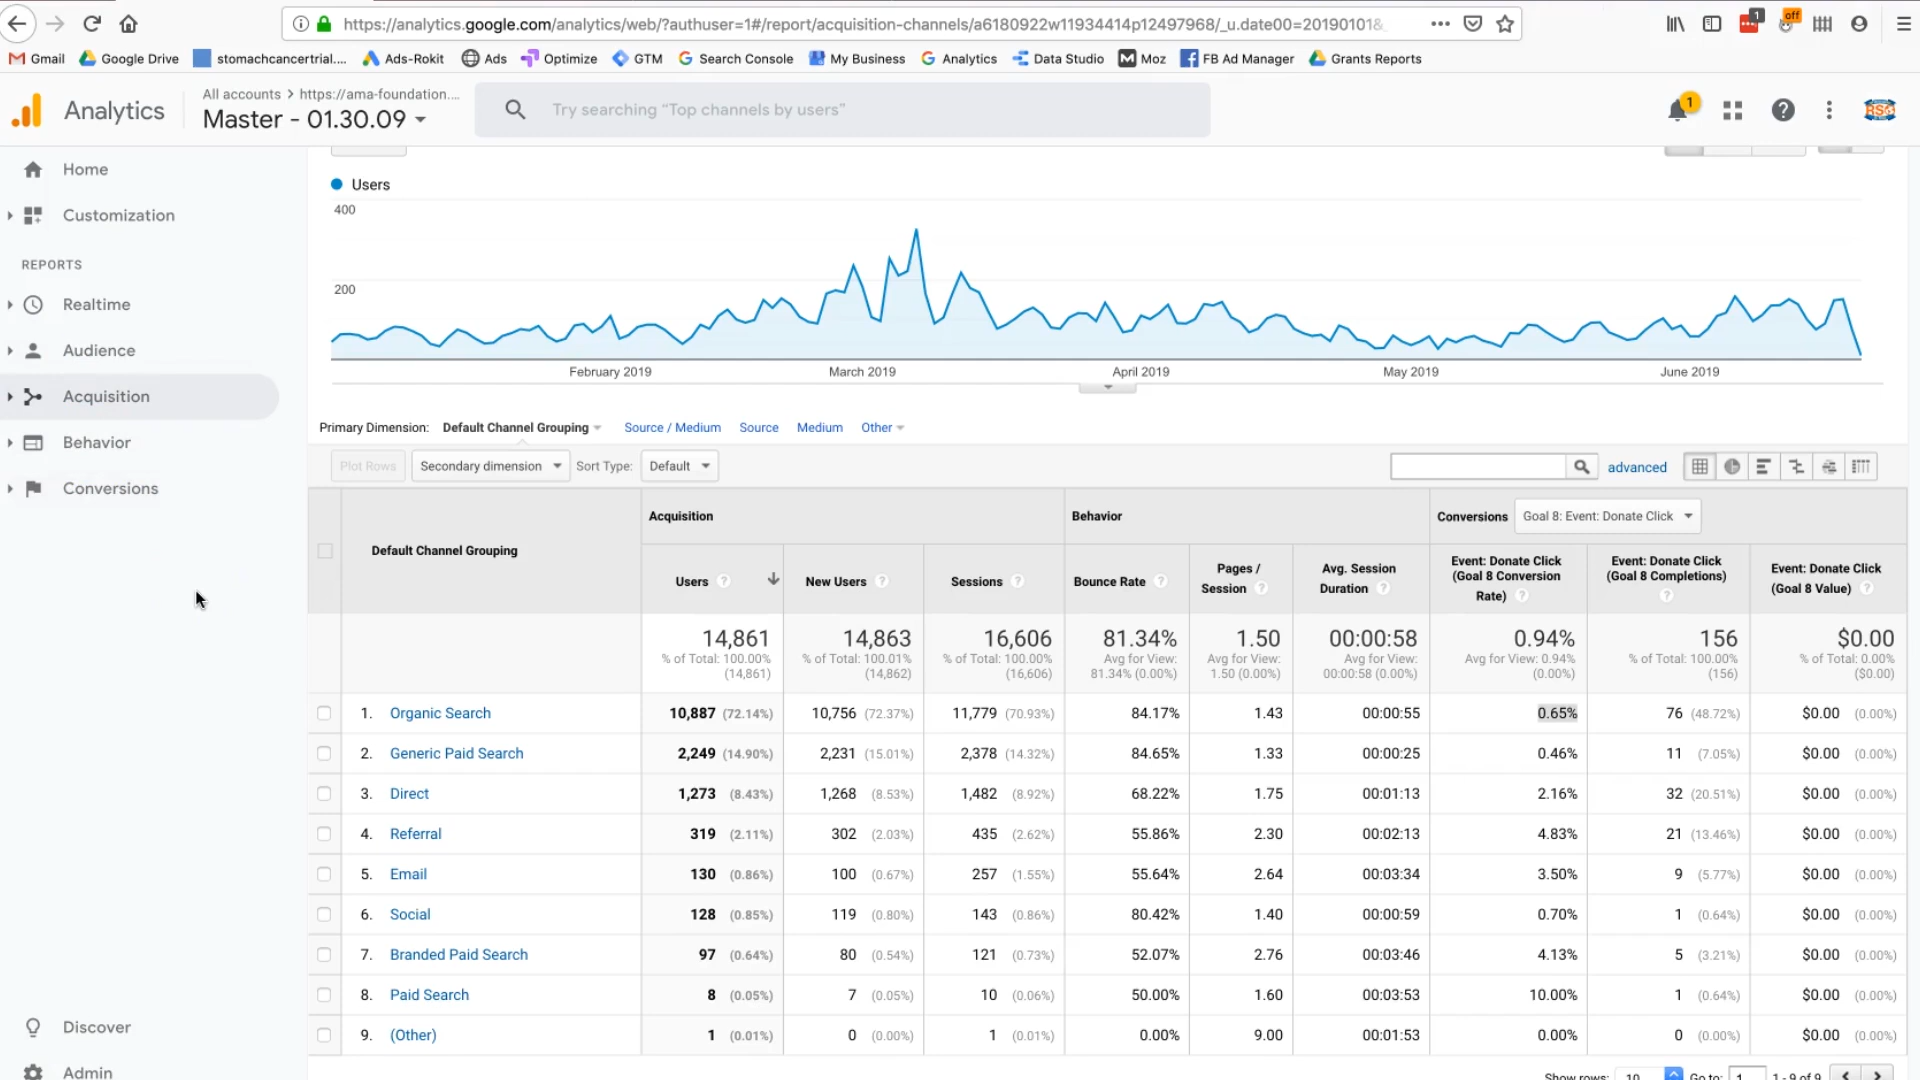 https://analytics.google.com/analytics/web/?authuser=1#/report/acquisition-channels/a6180922w11934414p12497968/_u.date00=20190101&
1 off
Gmail Google Drive stomachcancertrial.... Ads-Rokit Ads Optimize GTM Search Console My Business Analytics Data Studio Moz FB Ad Manager Grants Reports
Analytics
All accounts > https://ama-foundation....
Master - 01.30.09
Try searching “Top channels by users”
1
RSO
Home
Customization
REPORTS
Realtime
Audience
Acquisition
Behavior
Conversions
Discover
Admin
Users
400
200
February 2019 March 2019 April 2019 May 2019 June 2019
Primary Dimension: Default Channel Grouping Source / Medium Source Medium Other
Plot Rows Secondary dimension Sort Type: Default advanced
Default Channel Grouping
Acquisition Behavior Conversions Goal 8: Event: Donate Click
Users ? New Users ? Sessions ? Bounce Rate ? Pages / Session ? Avg. Session Duration ? Event: Donate Click (Goal 8 Conversion Rate) ? Event: Donate Click (Goal 8 Completions) ? Event: Donate Click (Goal 8 Value) ?
14,861 14,863 16,606 81.34% 1.50 00:00:58 0.94% 156 $0.00
% of Total: 100.00% % of Total: 100.01% % of Total: 100.00% Avg for View: Avg for View: Avg for View: Avg for View: 0.94% % of Total: 100.00% % of Total: 0.00%
(14,861) (14,862) (16,606) 81.34% (0.00%) 1.50 (0.00%) 00:00:58 (0.00%) (0.00%) (156) ($0.00)
1. Organic Search 10,887 (72.14%) 10,756 (72.37%) 11,779 (70.93%) 84.17% 1.43 00:00:55 0.65% 76 (48.72%) $0.00 (0.00%)
2. Generic Paid Search 2,249 (14.90%) 2,231 (15.01%) 2,378 (14.32%) 84.65% 1.33 00:00:25 0.46% 11 (7.05%) $0.00 (0.00%)
3. Direct 1,273 (8.43%) 1,268 (8.53%) 1,482 (8.92%) 68.22% 1.75 00:01:13 2.16% 32 (20.51%) $0.00 (0.00%)
4. Referral 319 (2.11%) 302 (2.03%) 435 (2.62%) 55.86% 2.30 00:02:13 4.83% 21 (13.46%) $0.00 (0.00%)
5. Email 130 (0.86%) 100 (0.67%) 257 (1.55%) 55.64% 2.64 00:03:34 3.50% 9 (5.77%) $0.00 (0.00%)
6. Social 128 (0.85%) 119 (0.80%) 143 (0.86%) 80.42% 1.40 00:00:59 0.70% 1 (0.64%) $0.00 (0.00%)
7. Branded Paid Search 97 (0.64%) 80 (0.54%) 121 (0.73%) 52.07% 2.76 00:03:46 4.13% 5 (3.21%) $0.00 (0.00%)
8. Paid Search 8 (0.05%) 7 (0.05%) 10 (0.06%) 50.00% 1.60 00:03:53 10.00% 1 (0.64%) $0.00 (0.00%)
9. (Other) 1 (0.01%) 0 (0.00%) 1 (0.01%) 0.00% 9.00 00:01:53 0.00% 0 (0.00%) $0.00 (0.00%)
Show rows: 10 Go to: 1 1 - 9 of 9